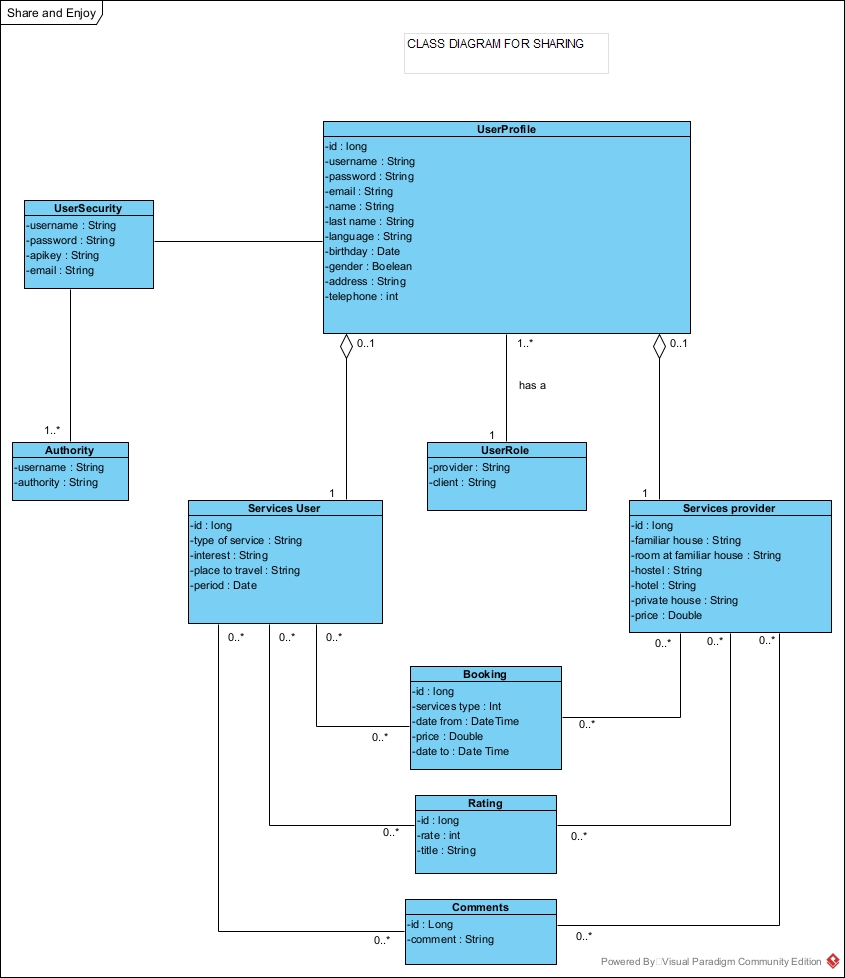 Share and Enjoy
CLASS DIAGRAM FOR SHARING
UserProfile
-id : long
-username : String
-password : String
-email : String
-name : String
-last name : String
-language : String
-birthday : Date
-gender : Boelean
-address : String
-telephone : int
UserSecurity
-username : String
-password : String
-apikey : String
-email : String
0..1
1..*
0..1
has a
1..*
1
Authority
-username : String
-authority : String
UserRole
-provider : String
-client : String
1
1
Services User
-id : long
-type of service : String
-interest : String
-place to travel : String
-period : Date
Services provider
-id : long
-familiar house : String
-room at familiar house : String
-hostel : String
-hotel : String
-private house : String
-price : Double
0..*
0..*
0..*
0..*
0..*
0..*
Booking
-id : long
-services type : Int
-date from : DateTime
-price : Double
-date to : Date Time
0..*
0..*
Rating
-id : long
-rate : int
-title : String
0..*
0..*
Comments
-id : Long
-comment : String
0..*
0..*
Powered By Visual Paradigm Community Edition